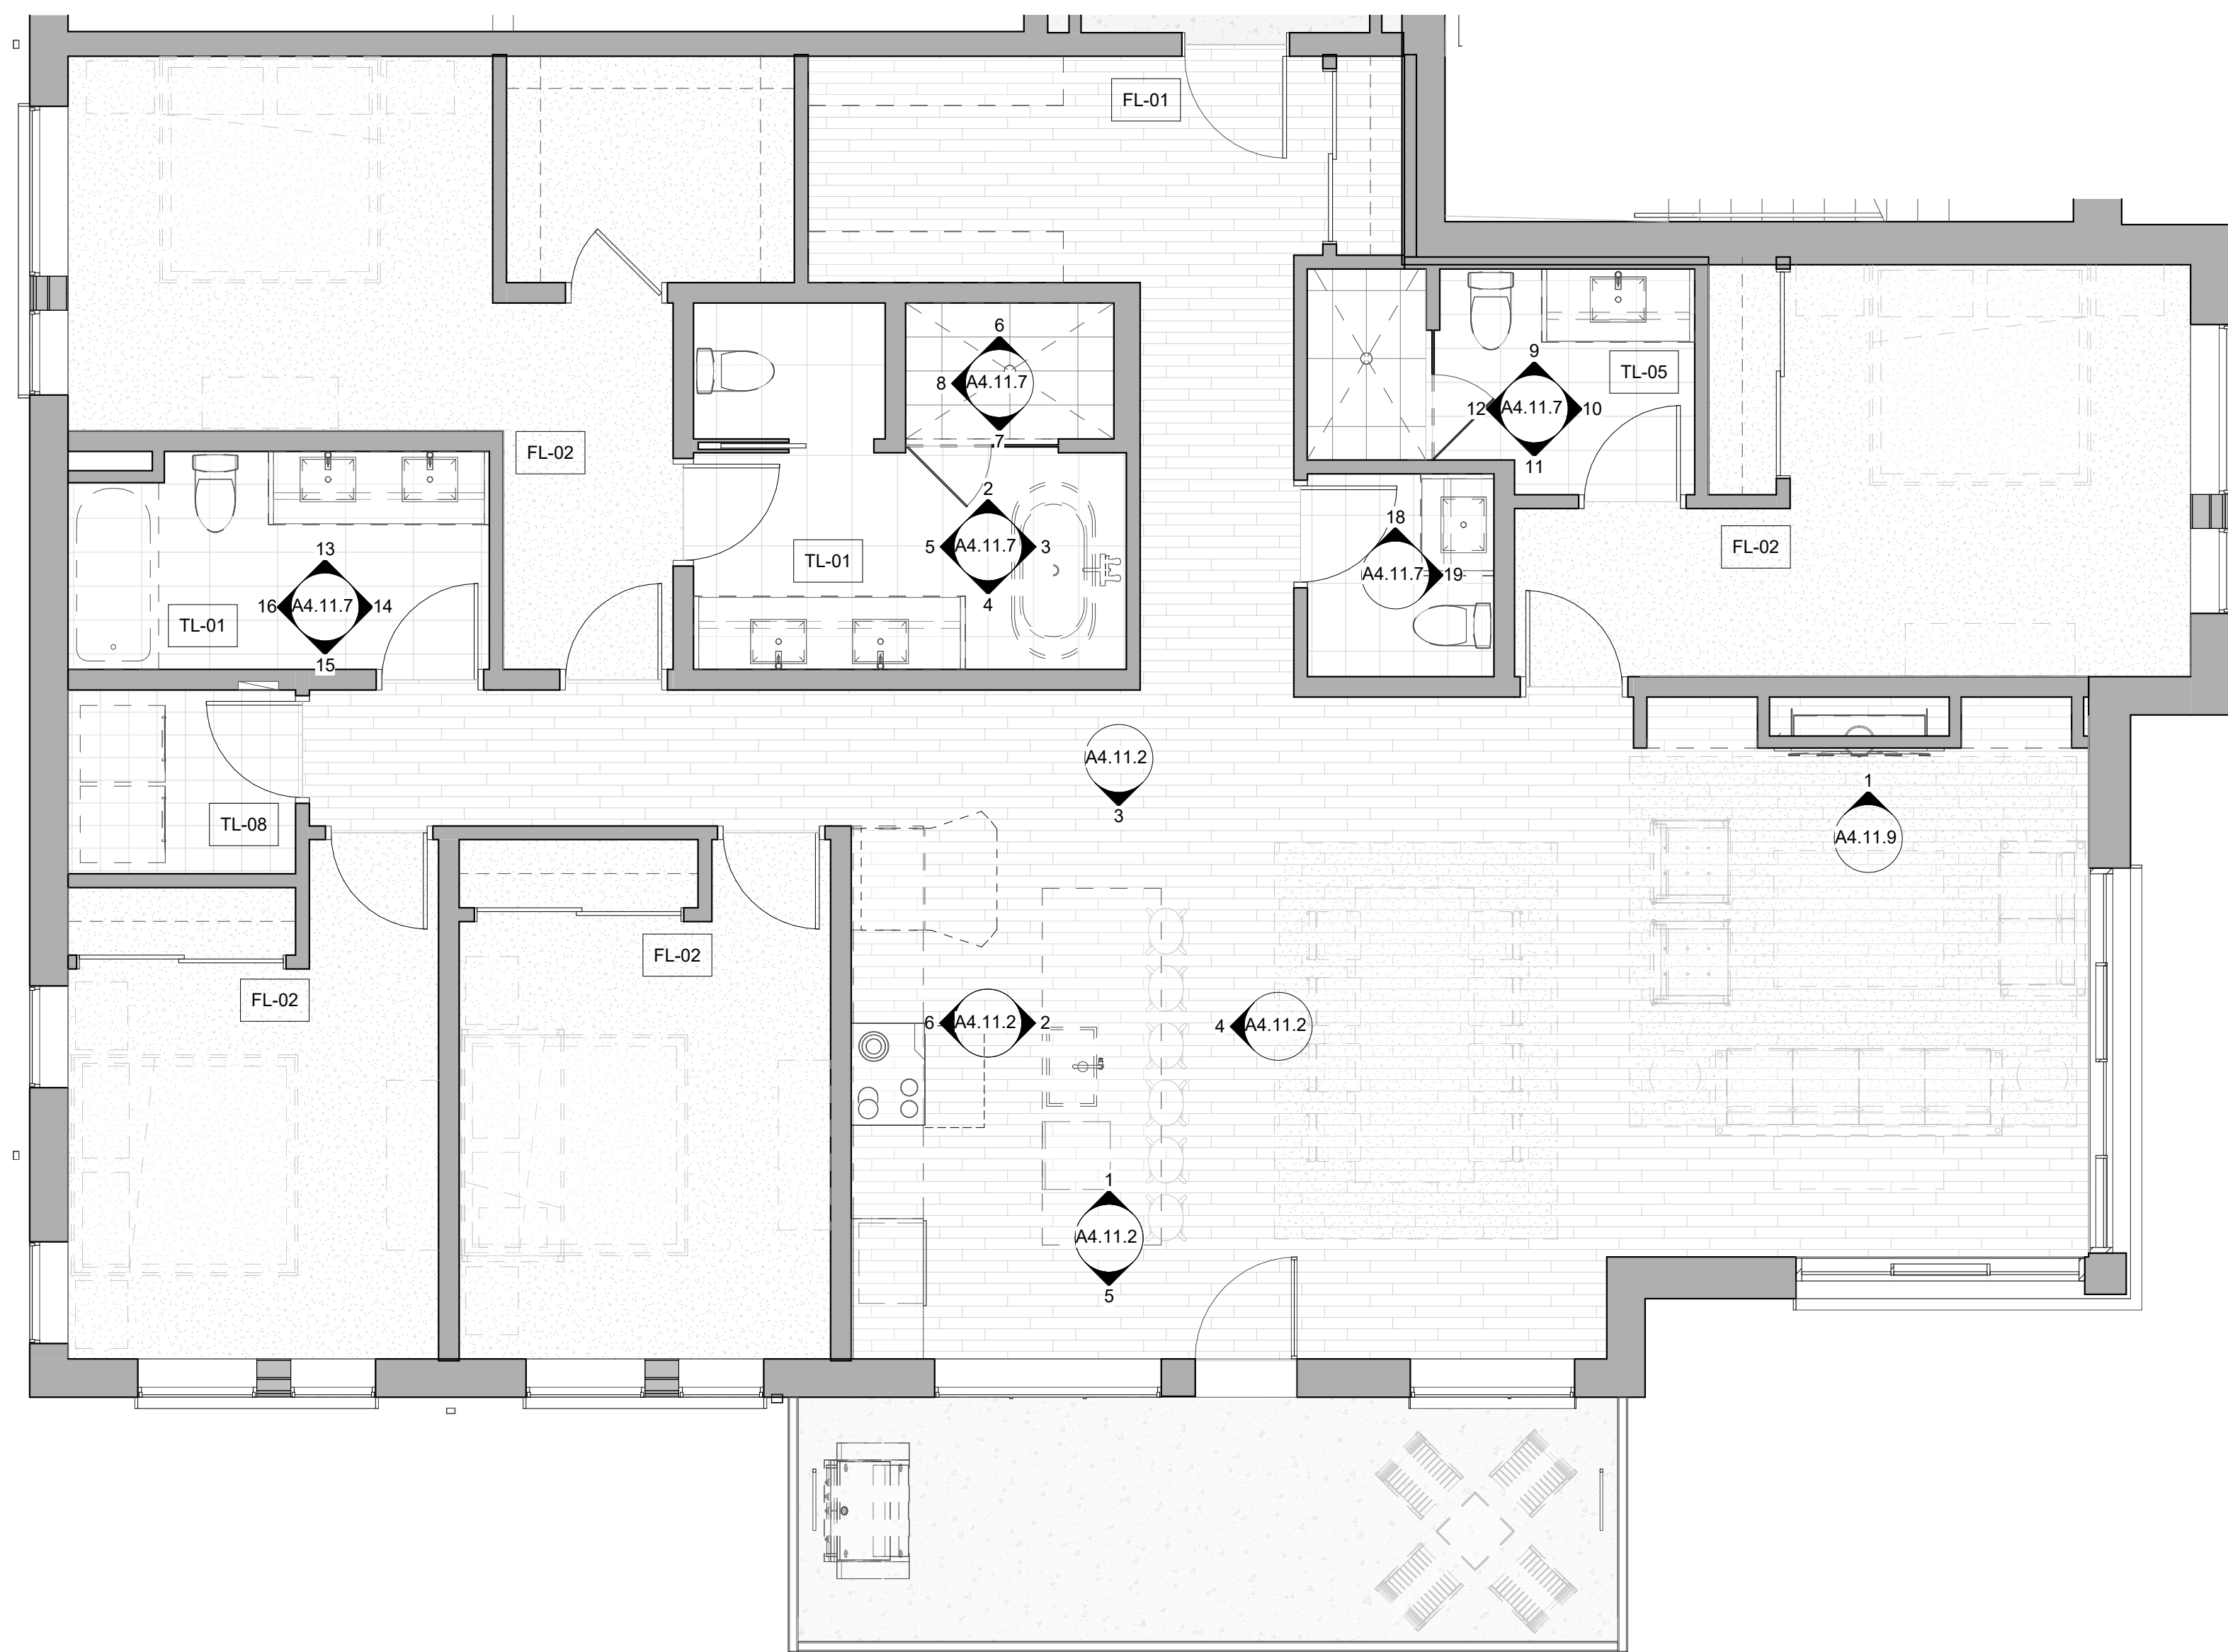 FL-01
6
8 A4.11.7
7
9
TL-05
12 A4.11.7 10
11
FL-02
2
5 A4.11.7 3
4
TL-01
18
A4.11.7 19
FL-02
13
16 A4.11.7 14
15
TL-01
A4.11.2
3
1
A4.11.9
TL-08
FL-02
FL-02
6 A4.11.2 2
4 A4.11.2
1
A4.11.2
5